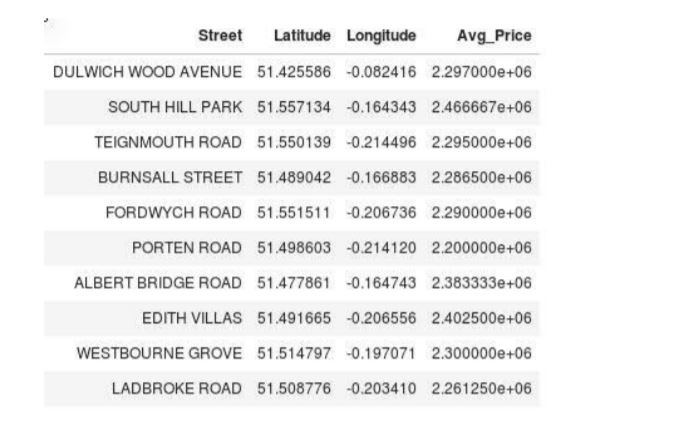 Street Latitude Longitude Avg_Price
DULWICH WOOD AVENUE 51.425586 -0.082416 2.297000e+06
SOUTH HILL PARK 51.557134 -0.164343 2.466667e+06
TEIGNMOUTH ROAD 51.550139 -0.214496 2.295000e+06
BURNSALL STREET 51.489042 -0.166883 2.286500e+06
FORDWYCH ROAD 51.551511 -0.206736 2.290000e+06
PORTEN ROAD 51.498603 -0.214120 2.200000e+06
ALBERT BRIDGE ROAD 51.477861 -0.164743 2.383333e+06
EDITH VILLAS 51.491665 -0.206556 2.402500e+06
WESTBOURNE GROVE 51.514797 -0.197071 2.300000e+06
LADBROKE ROAD 51.508776 -0.203410 2.261250e+06